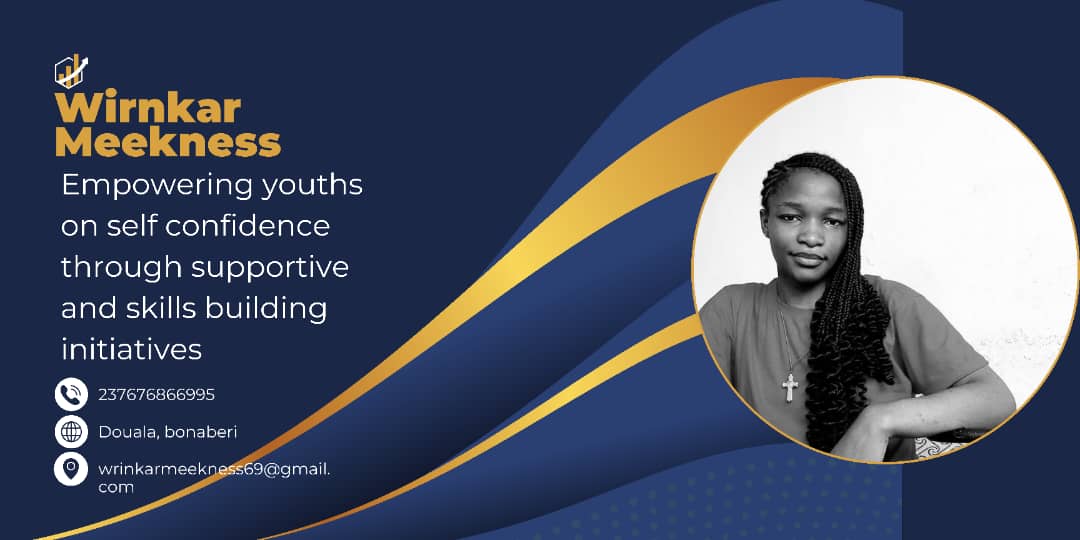 Wirnkar
Meekness
Empowering youths
on self confidence
through supportive
and skills building
initiatives
237676866995
Douala, bonaberi
wrinkarmeekness69@gmail.
com